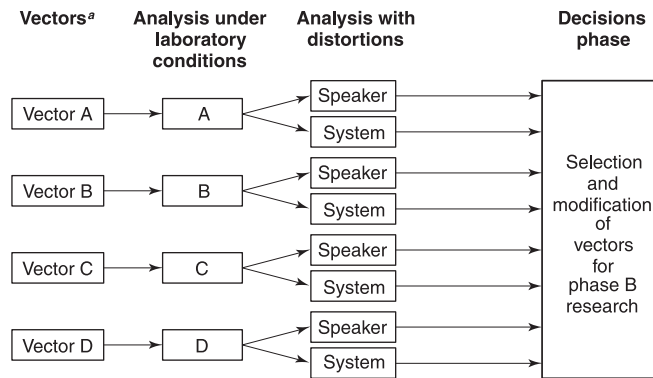 Vectorsᵃ
Analysis under
laboratory
conditions
Analysis with
distortions
Decisions
phase
Vector A
A
Speaker
System
Vector B
B
Speaker
System
Vector C
C
Speaker
System
Vector D
D
Speaker
System
Selection
and
modification
of
vectors
for
phase B
research